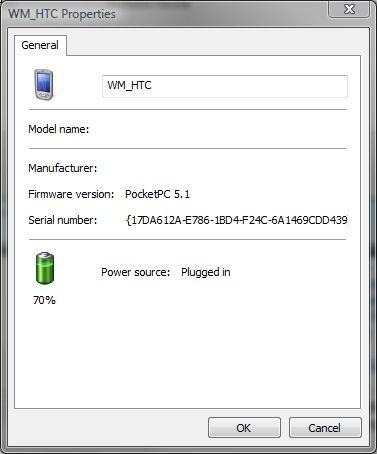 WM_HTC Properties
General
WM_HTC
Model name:
Manufacturer:
Firmware version: PocketPC 5.1
Serial number: {17DA612A-E786-1BD4-F24C-6A1469CDD439
Power source: Plugged in
70%
OK Cancel